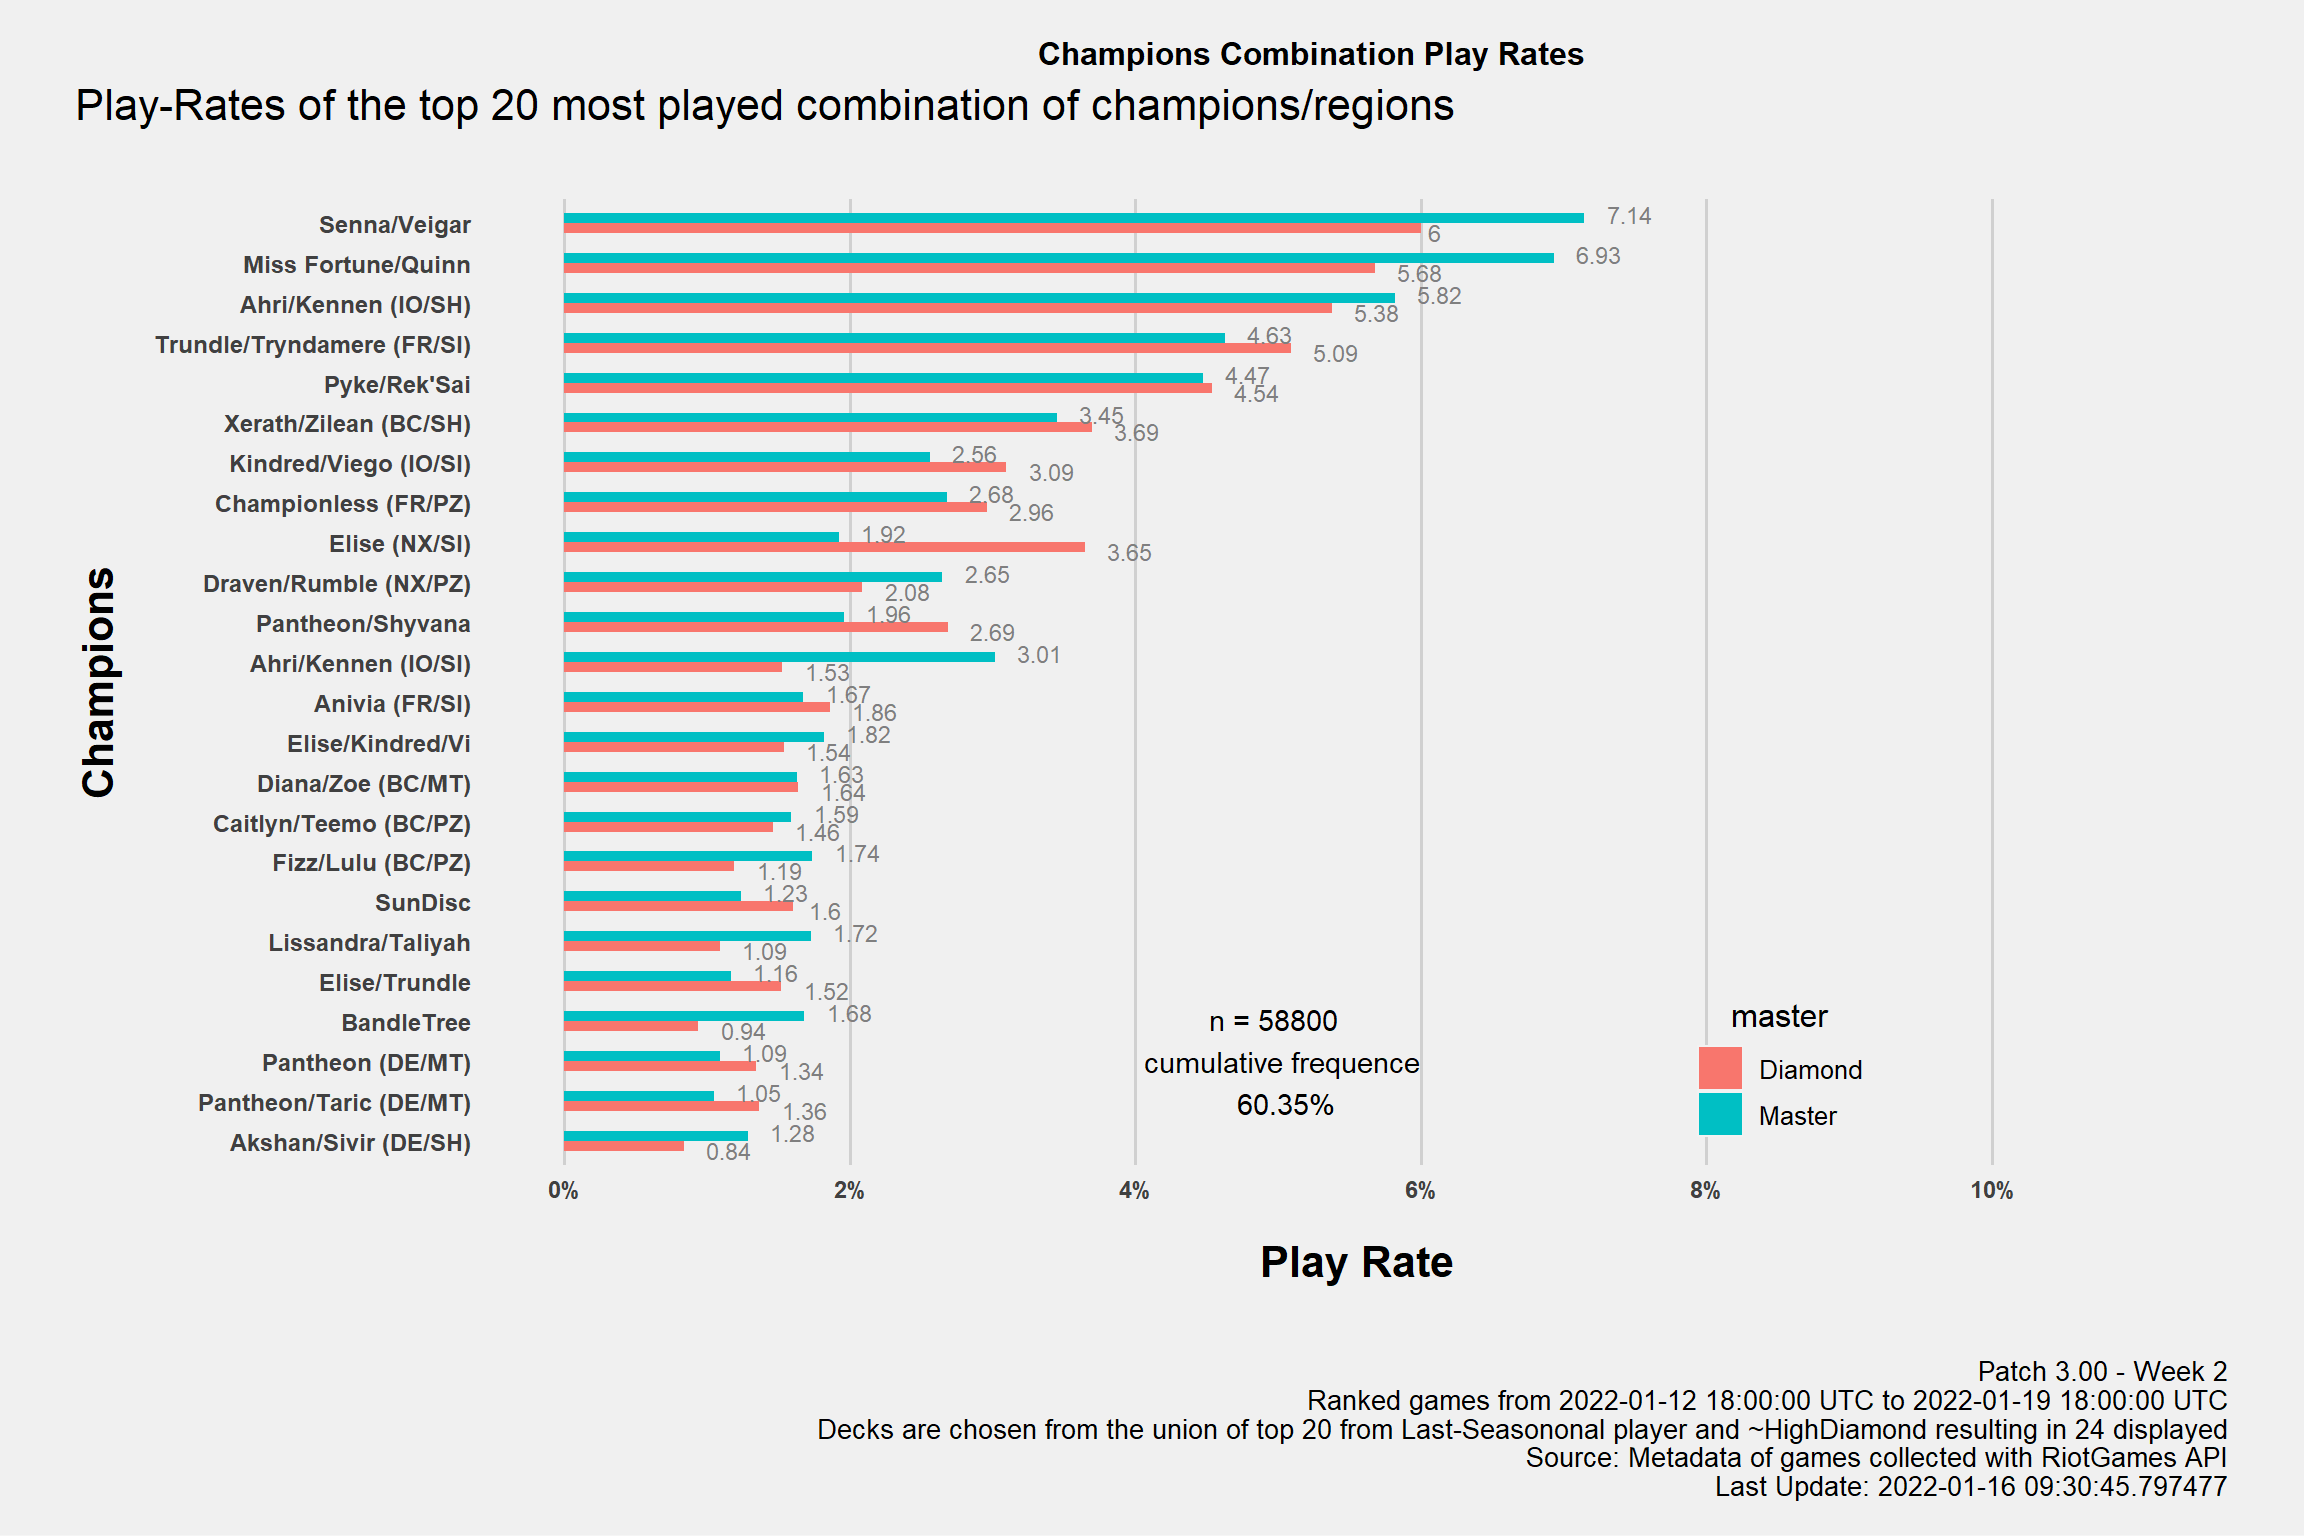 Champions Combination Play Rates
Play-Rates of the top 20 most played combination of champions/regions
Champions
Senna/Veigar 7.14
6
Miss Fortune/Quinn 6.93
5.68
Ahri/Kennen (IO/SH) 5.82
5.38
Trundle/Tryndamere (FR/SI) 4.63
5.09
Pyke/Rek'Sai 4.47
4.54
Xerath/Zilean (BC/SH) 3.45
3.69
Kindred/Viego (IO/SI) 2.56
3.09
Championless (FR/PZ) 2.68
2.96
Elise (NX/SI) 1.92
3.65
Draven/Rumble (NX/PZ) 2.65
2.08
Pantheon/Shyvana 1.96
2.69
Ahri/Kennen (IO/SI) 3.01
1.53
Anivia (FR/SI) 1.67
1.86
Elise/Kindred/Vi 1.82
1.54
Diana/Zoe (BC/MT) 1.63
1.64
Caitlyn/Teemo (BC/PZ) 1.59
1.46
Fizz/Lulu (BC/PZ) 1.74
1.19
SunDisc 1.23
1.6
Lissandra/Taliyah 1.72
1.09
Elise/Trundle 1.16
1.52
BandleTree 1.68
0.94
Pantheon (DE/MT) 1.09
1.34
Pantheon/Taric (DE/MT) 1.05
1.36
Akshan/Sivir (DE/SH) 1.28
0.84
n = 58800
cumulative frequence
60.35%
master
Diamond
Master
0% 2% 4% 6% 8% 10%
Play Rate
Patch 3.00 - Week 2
Ranked games from 2022-01-12 18:00:00 UTC to 2022-01-19 18:00:00 UTC
Decks are chosen from the union of top 20 from Last-Seasononal player and ~HighDiamond resulting in 24 displayed
Source: Metadata of games collected with RiotGames API
Last Update: 2022-01-16 09:30:45.797477